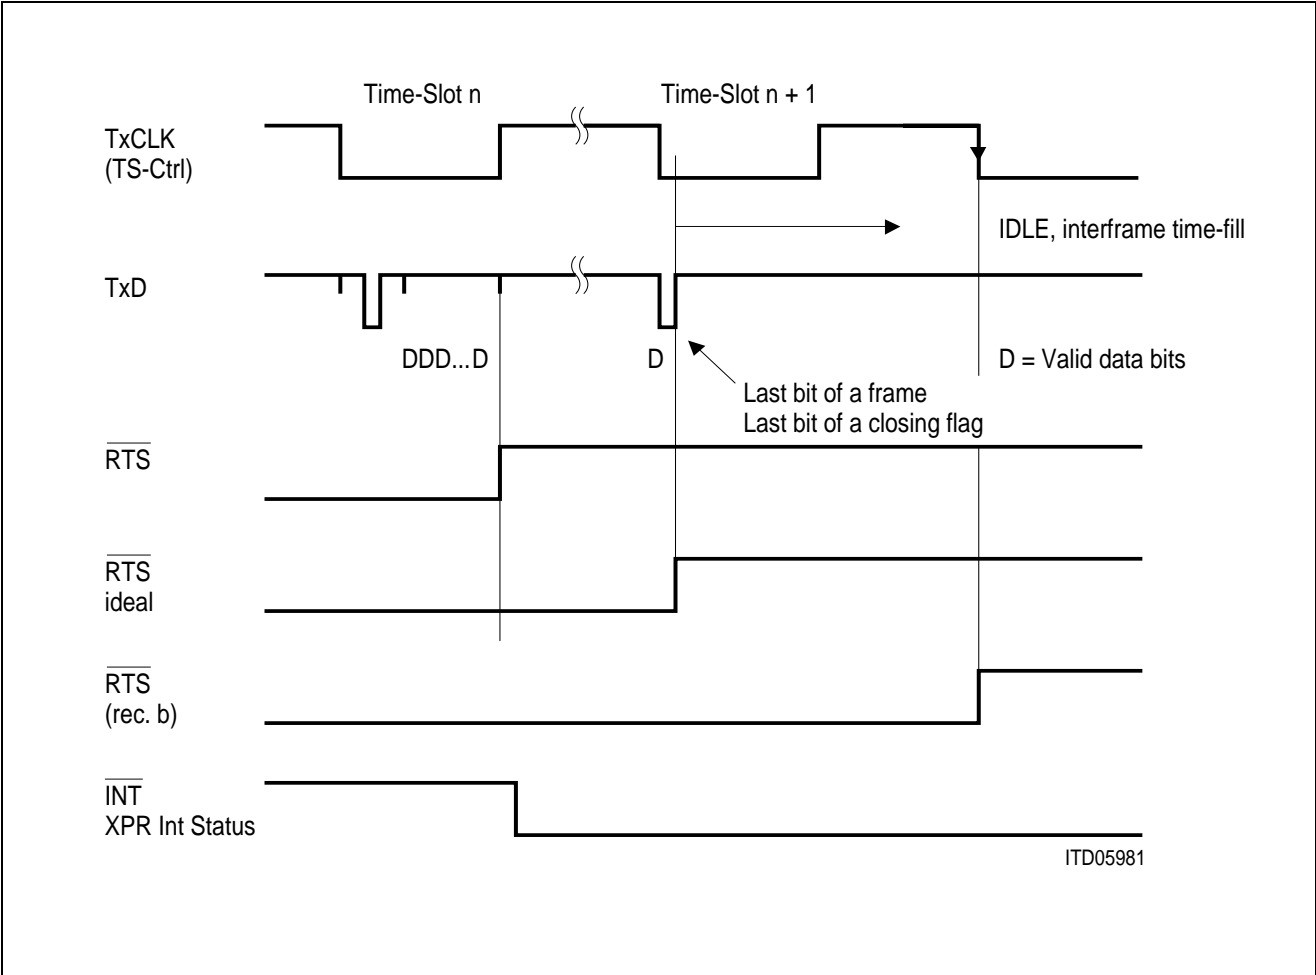 Time-Slot n
Time-Slot n + 1
TxCLK
(TS-Ctrl)
IDLE, interframe time-fill
TxD
DDD...D
D
D = Valid data bits
Last bit of a frame
Last bit of a closing flag
RTS
RTS
ideal
RTS
(rec. b)
INT
XPR Int Status
ITD05981